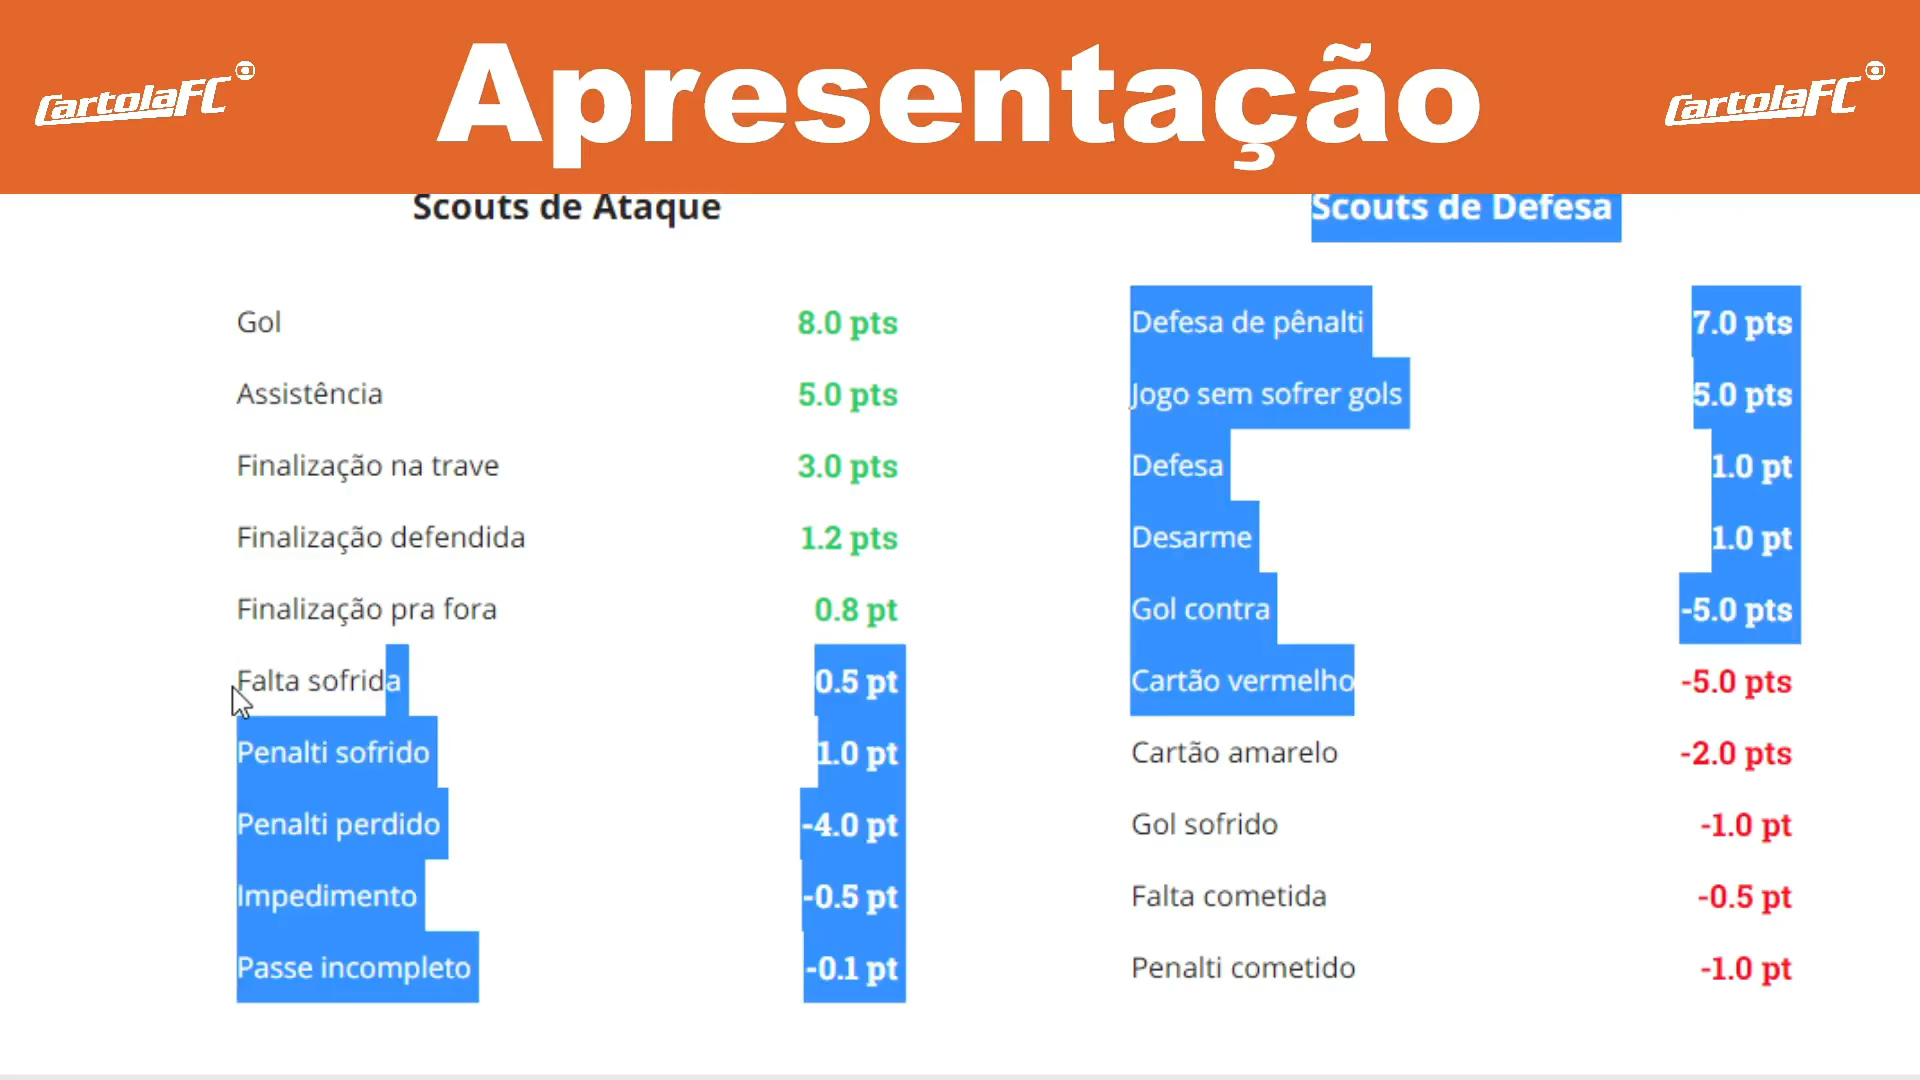 CartolaFC
Apresentação
CartolaFC
Scouts de Ataque
Gol 8.0 pts
Assistência 5.0 pts
Finalização na trave 3.0 pts
Finalização defendida 1.2 pts
Finalização pra fora 0.8 pt
Falta sofrida 0.5 pt
Penalti sofrido 1.0 pt
Penalti perdido -4.0 pt
Impedimento -0.5 pt
Passe incompleto -0.1 pt
Scouts de Defesa
Defesa de pênalti 7.0 pts
Jogo sem sofrer gols 5.0 pts
Defesa 1.0 pt
Desarme 1.0 pt
Gol contra -5.0 pts
Cartão vermelho -5.0 pts
Cartão amarelo -2.0 pts
Gol sofrido -1.0 pt
Falta cometida -0.5 pt
Penalti cometido -1.0 pt